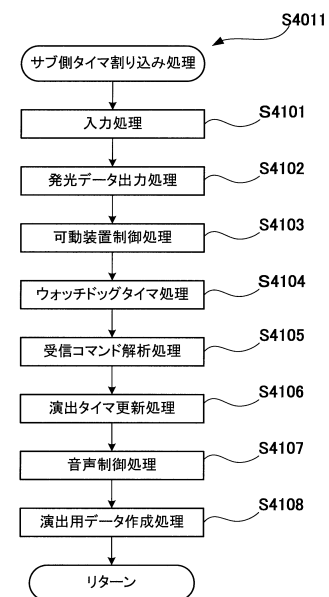 S4011
サブ側タイマ割り込み処理
入力処理
S4101
発光データ出力処理
S4102
可動装置制御処理
S4103
ウォッチドッグタイマ処理
S4104
受信コマンド解析処理
S4105
演出タイマ更新処理
S4106
音声制御処理
S4107
演出用データ作成処理
S4108
リターン